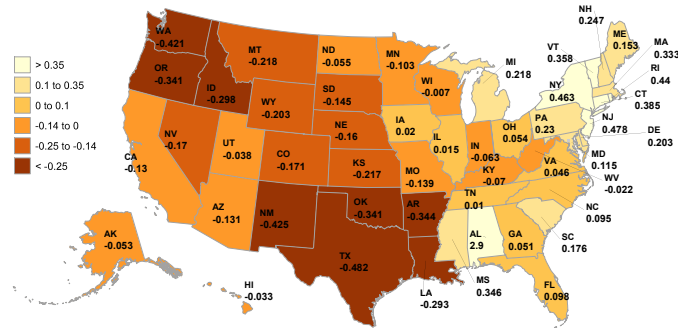 > 0.35
0.1 to 0.35
0 to 0.1
-0.14 to 0
-0.25 to -0.14
< -0.25
WA
-0.421
OR
-0.341
ID
-0.298
MT
-0.218
ND
-0.055
MN
-0.103
WI
-0.007
MI
0.218
NH
0.247
VT
0.358
ME
0.153
MA
0.333
RI
0.44
CT
0.385
NY
0.463
NJ
0.478
PA
0.23
DE
0.203
MD
0.115
WV
-0.022
VA
0.046
NC
0.095
SC
0.176
WY
-0.203
SD
-0.145
NE
-0.16
IA
0.02
IL
0.015
IN
-0.063
OH
0.054
KY
-0.07
CA
-0.13
NV
-0.17
UT
-0.038
CO
-0.171
KS
-0.217
MO
-0.139
TN
0.01
AZ
-0.131
NM
-0.425
OK
-0.341
AR
-0.344
TX
-0.482
LA
-0.293
MS
0.346
AL
2.9
GA
0.051
FL
0.098
AK
-0.053
HI
-0.033